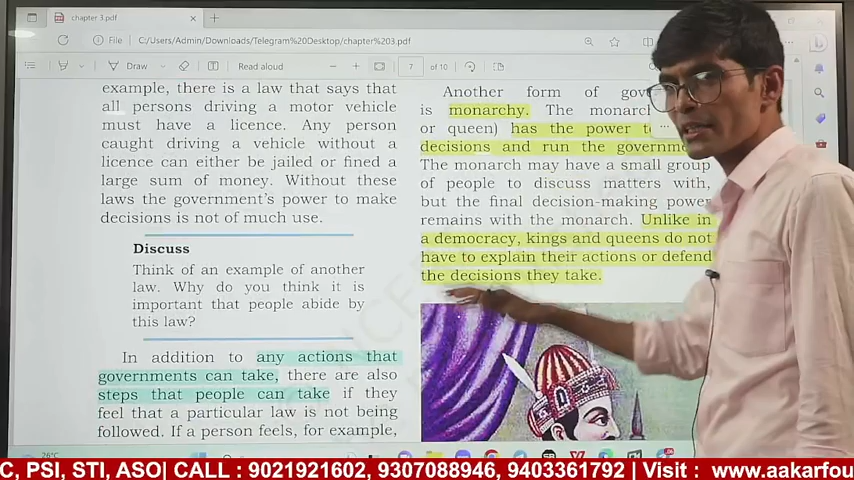 chapter 3.pdf
File
C:/Users/Admin/Downloads/Telegram%20Desktop/chapter%203.pdf
Draw
Read aloud
7
of 10
example, there is a law that says that
all persons driving a motor vehicle
must have a licence. Any person
caught driving a vehicle without a
licence can either be jailed or fined a
large sum of money. Without these
laws the government's power to make
decisions is not of much use.
Discuss
Think of an example of another
law. Why do you think it is
important that people abide by
this law?
In addition to any actions that
governments can take, there are also
steps that people can take if they
feel that a particular law is not being
followed. If a person feels, for example,
Another form of
is monarchy. The
or queen) has the power
decisions and run the
The monarch may have a small group
of people to discuss matters with,
but the final decision-making power
remains with the monarch. Unlike in
a democracy, kings and queens do not
have to explain their actions or defend
the decisions they take.
26°C
C, PSI, STI, ASO| CALL : 9021921602, 9307088946, 9403361792 | Visit : www.aakarfou